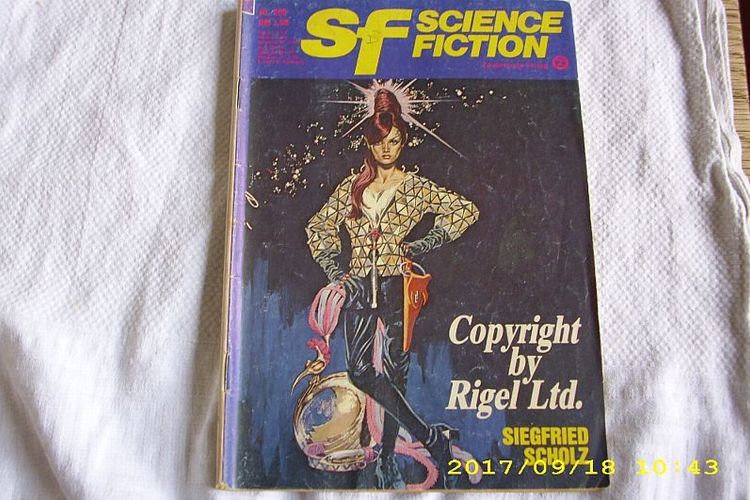 SF SCIENCE
FICTION
Copyright
by
Rigel Ltd.
SIEGFRIED
SCHOLZ
2017/09/18 10:43